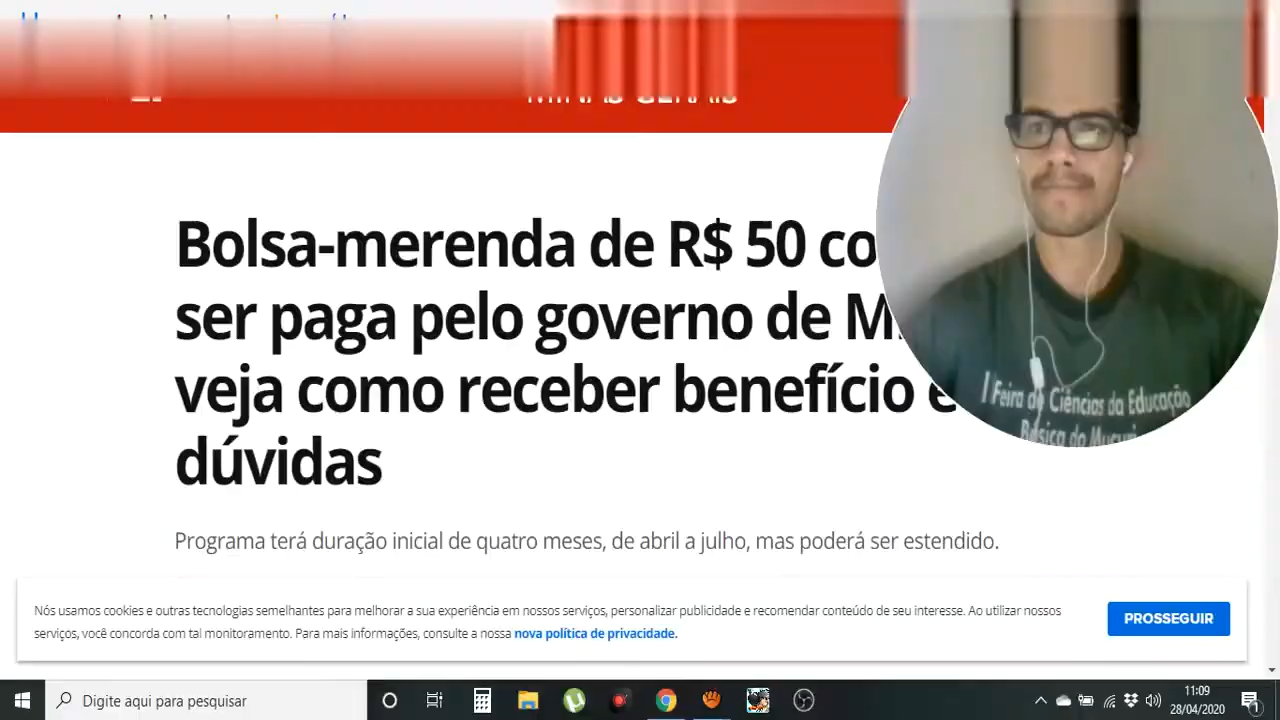 MINAS GERAIS
Bolsa-merenda de R$ 50 co
ser paga pelo governo de M
veja como receber benefício e
dúvidas
Programa terá duração inicial de quatro meses, de abril a julho, mas poderá ser estendido.
Nós usamos cookies e outras tecnologias semelhantes para melhorar a sua experiência em nossos serviços, personalizar publicidade e recomendar conteúdo de seu interesse. Ao utilizar nossos
serviços, você concorda com tal monitoramento. Para mais informações, consulte a nossa nova política de privacidade.
PROSSEGUIR
I Feira de Ciências da Educação
Básica do Mucuri
Digite aqui para pesquisar
11:09
28/04/2020
1